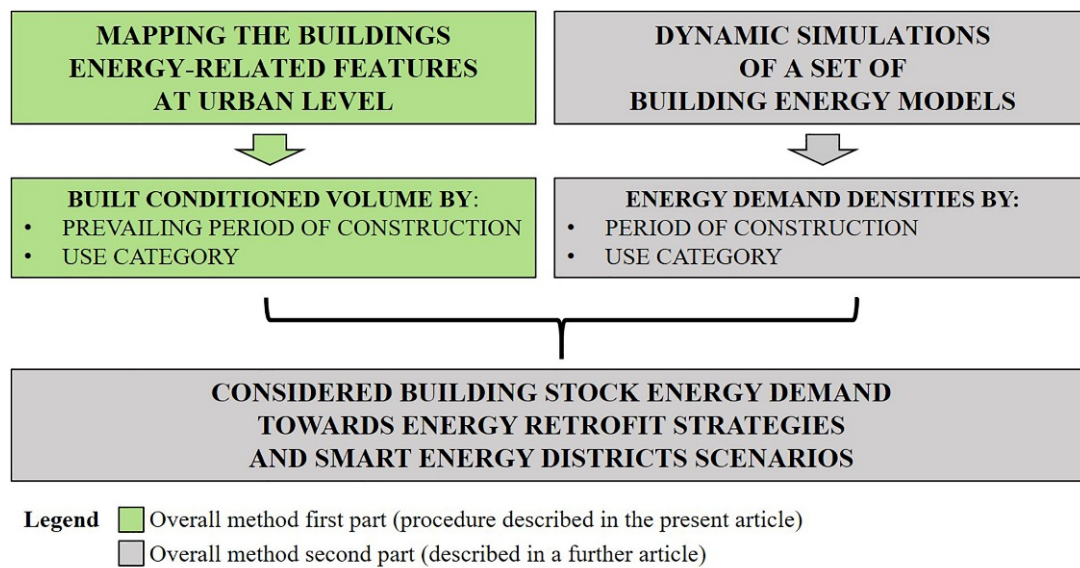 MAPPING THE BUILDINGS
ENERGY-RELATED FEATURES
AT URBAN LEVEL
DYNAMIC SIMULATIONS
OF A SET OF
BUILDING ENERGY MODELS
BUILT CONDITIONED VOLUME BY:
• PREVAILING PERIOD OF CONSTRUCTION
• USE CATEGORY
ENERGY DEMAND DENSITIES BY:
• PERIOD OF CONSTRUCTION
• USE CATEGORY
CONSIDERED BUILDING STOCK ENERGY DEMAND
TOWARDS ENERGY RETROFIT STRATEGIES
AND SMART ENERGY DISTRICTS SCENARIOS
Legend Overall method first part (procedure described in the present article)
Overall method second part (described in a further article)